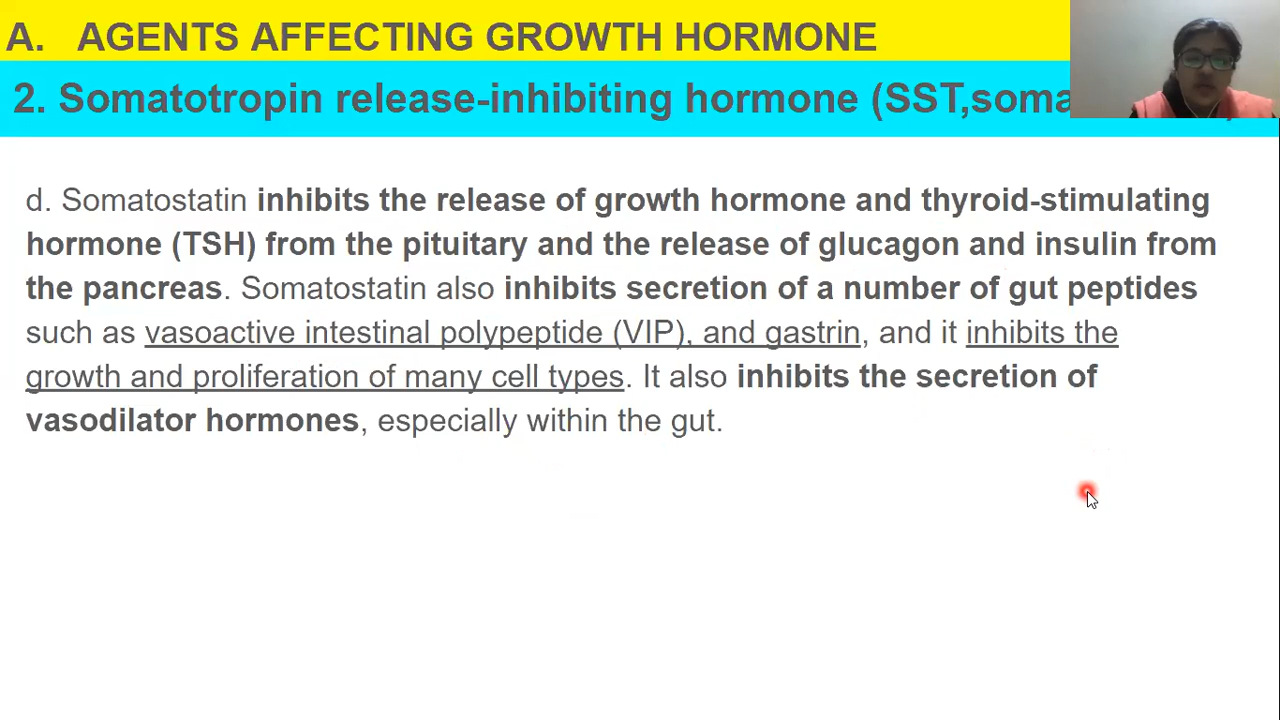 A. AGENTS AFFECTING GROWTH HORMONE
2. Somatotropin release-inhibiting hormone (SST,soma
d. Somatostatin inhibits the release of growth hormone and thyroid-stimulating
hormone (TSH) from the pituitary and the release of glucagon and insulin from
the pancreas. Somatostatin also inhibits secretion of a number of gut peptides
such as vasoactive intestinal polypeptide (VIP), and gastrin, and it inhibits the
growth and proliferation of many cell types. It also inhibits the secretion of
vasodilator hormones, especially within the gut.